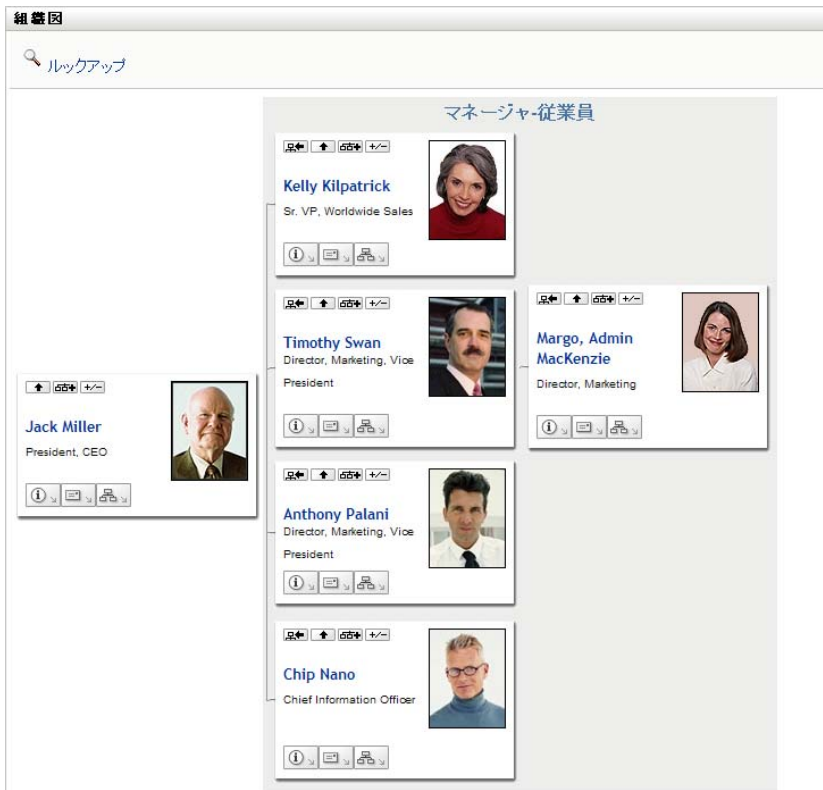 組織図
ルックアップ
マネージャ-従業員
Kelly Kilpatrick
Sr. VP, Worldwide Sales
Timothy Swan
Director, Marketing, Vice
President
Margo, Admin
MacKenzie
Director, Marketing
Jack Miller
President, CEO
Anthony Palani
Director, Marketing, Vice
President
Chip Nano
Chief Information Officer